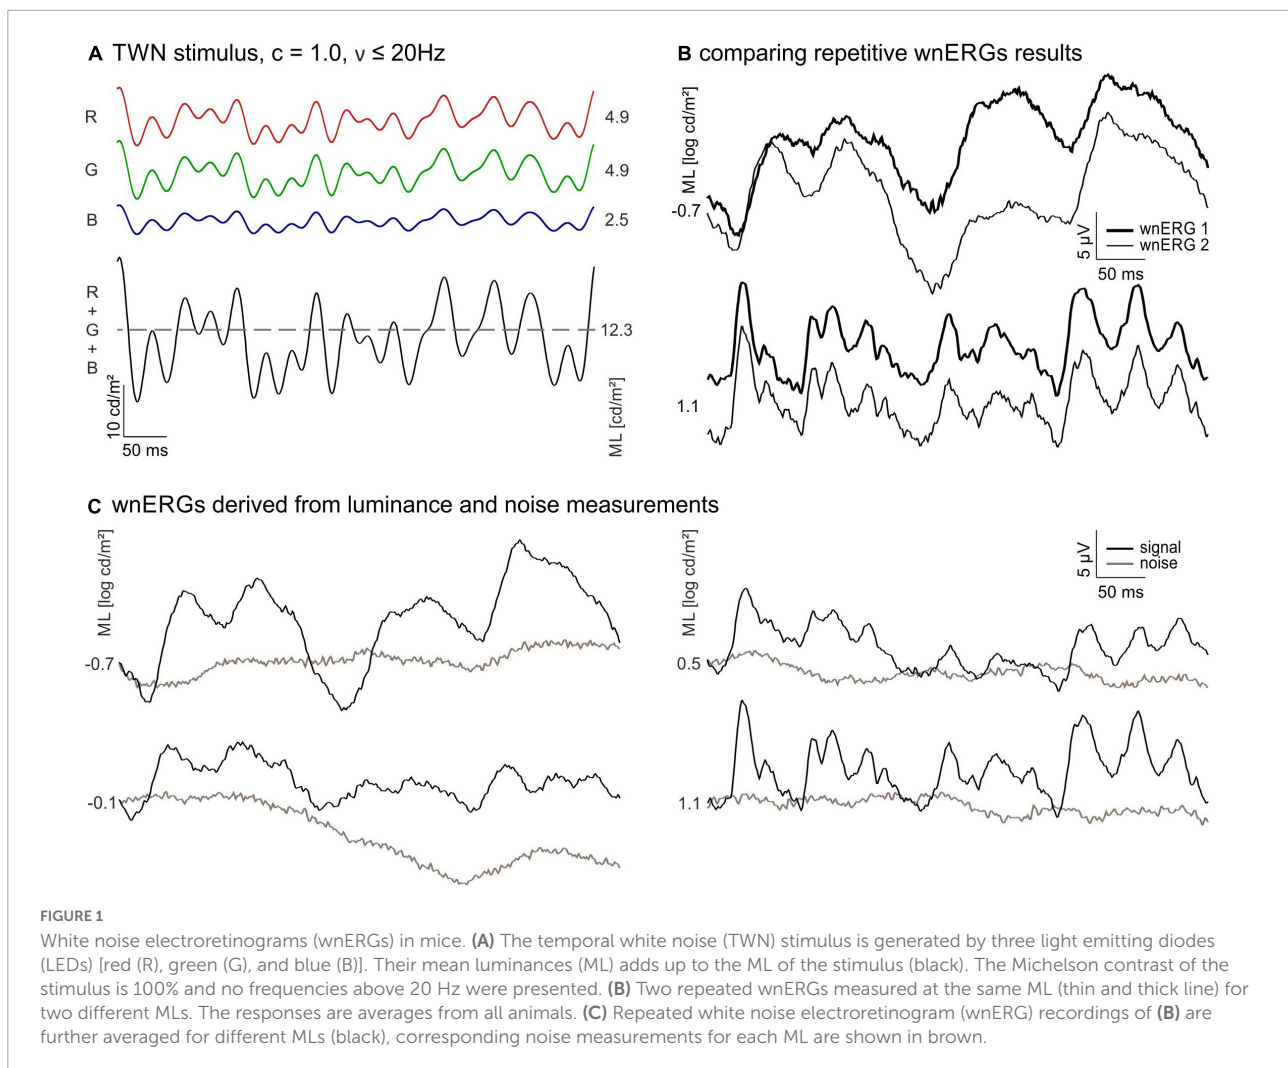 A TWN stimulus, c = 1.0, ν ≤ 20Hz
R
4.9
G
4.9
B
2.5
R
+
G
+
B
12.3
10 cd/m²
50 ms
ML [cd/m²]
B comparing repetitive wnERGs results
ML [log cd/m²]
-0.7
5 µV
wnERG 1
wnERG 2
50 ms
1.1
C wnERGs derived from luminance and noise measurements
ML [log cd/m²]
-0.7
-0.1
ML [log cd/m²]
5 µV
signal
noise
50 ms
0.5
1.1
FIGURE 1
White noise electroretinograms (wnERGs) in mice. (A) The temporal white noise (TWN) stimulus is generated by three light emitting diodes
(LEDs) [red (R), green (G), and blue (B)]. Their mean luminances (ML) adds up to the ML of the stimulus (black). The Michelson contrast of the
stimulus is 100% and no frequencies above 20 Hz were presented. (B) Two repeated wnERGs measured at the same ML (thin and thick line) for
two different MLs. The responses are averages from all animals. (C) Repeated white noise electroretinogram (wnERG) recordings of (B) are
further averaged for different MLs (black), corresponding noise measurements for each ML are shown in brown.